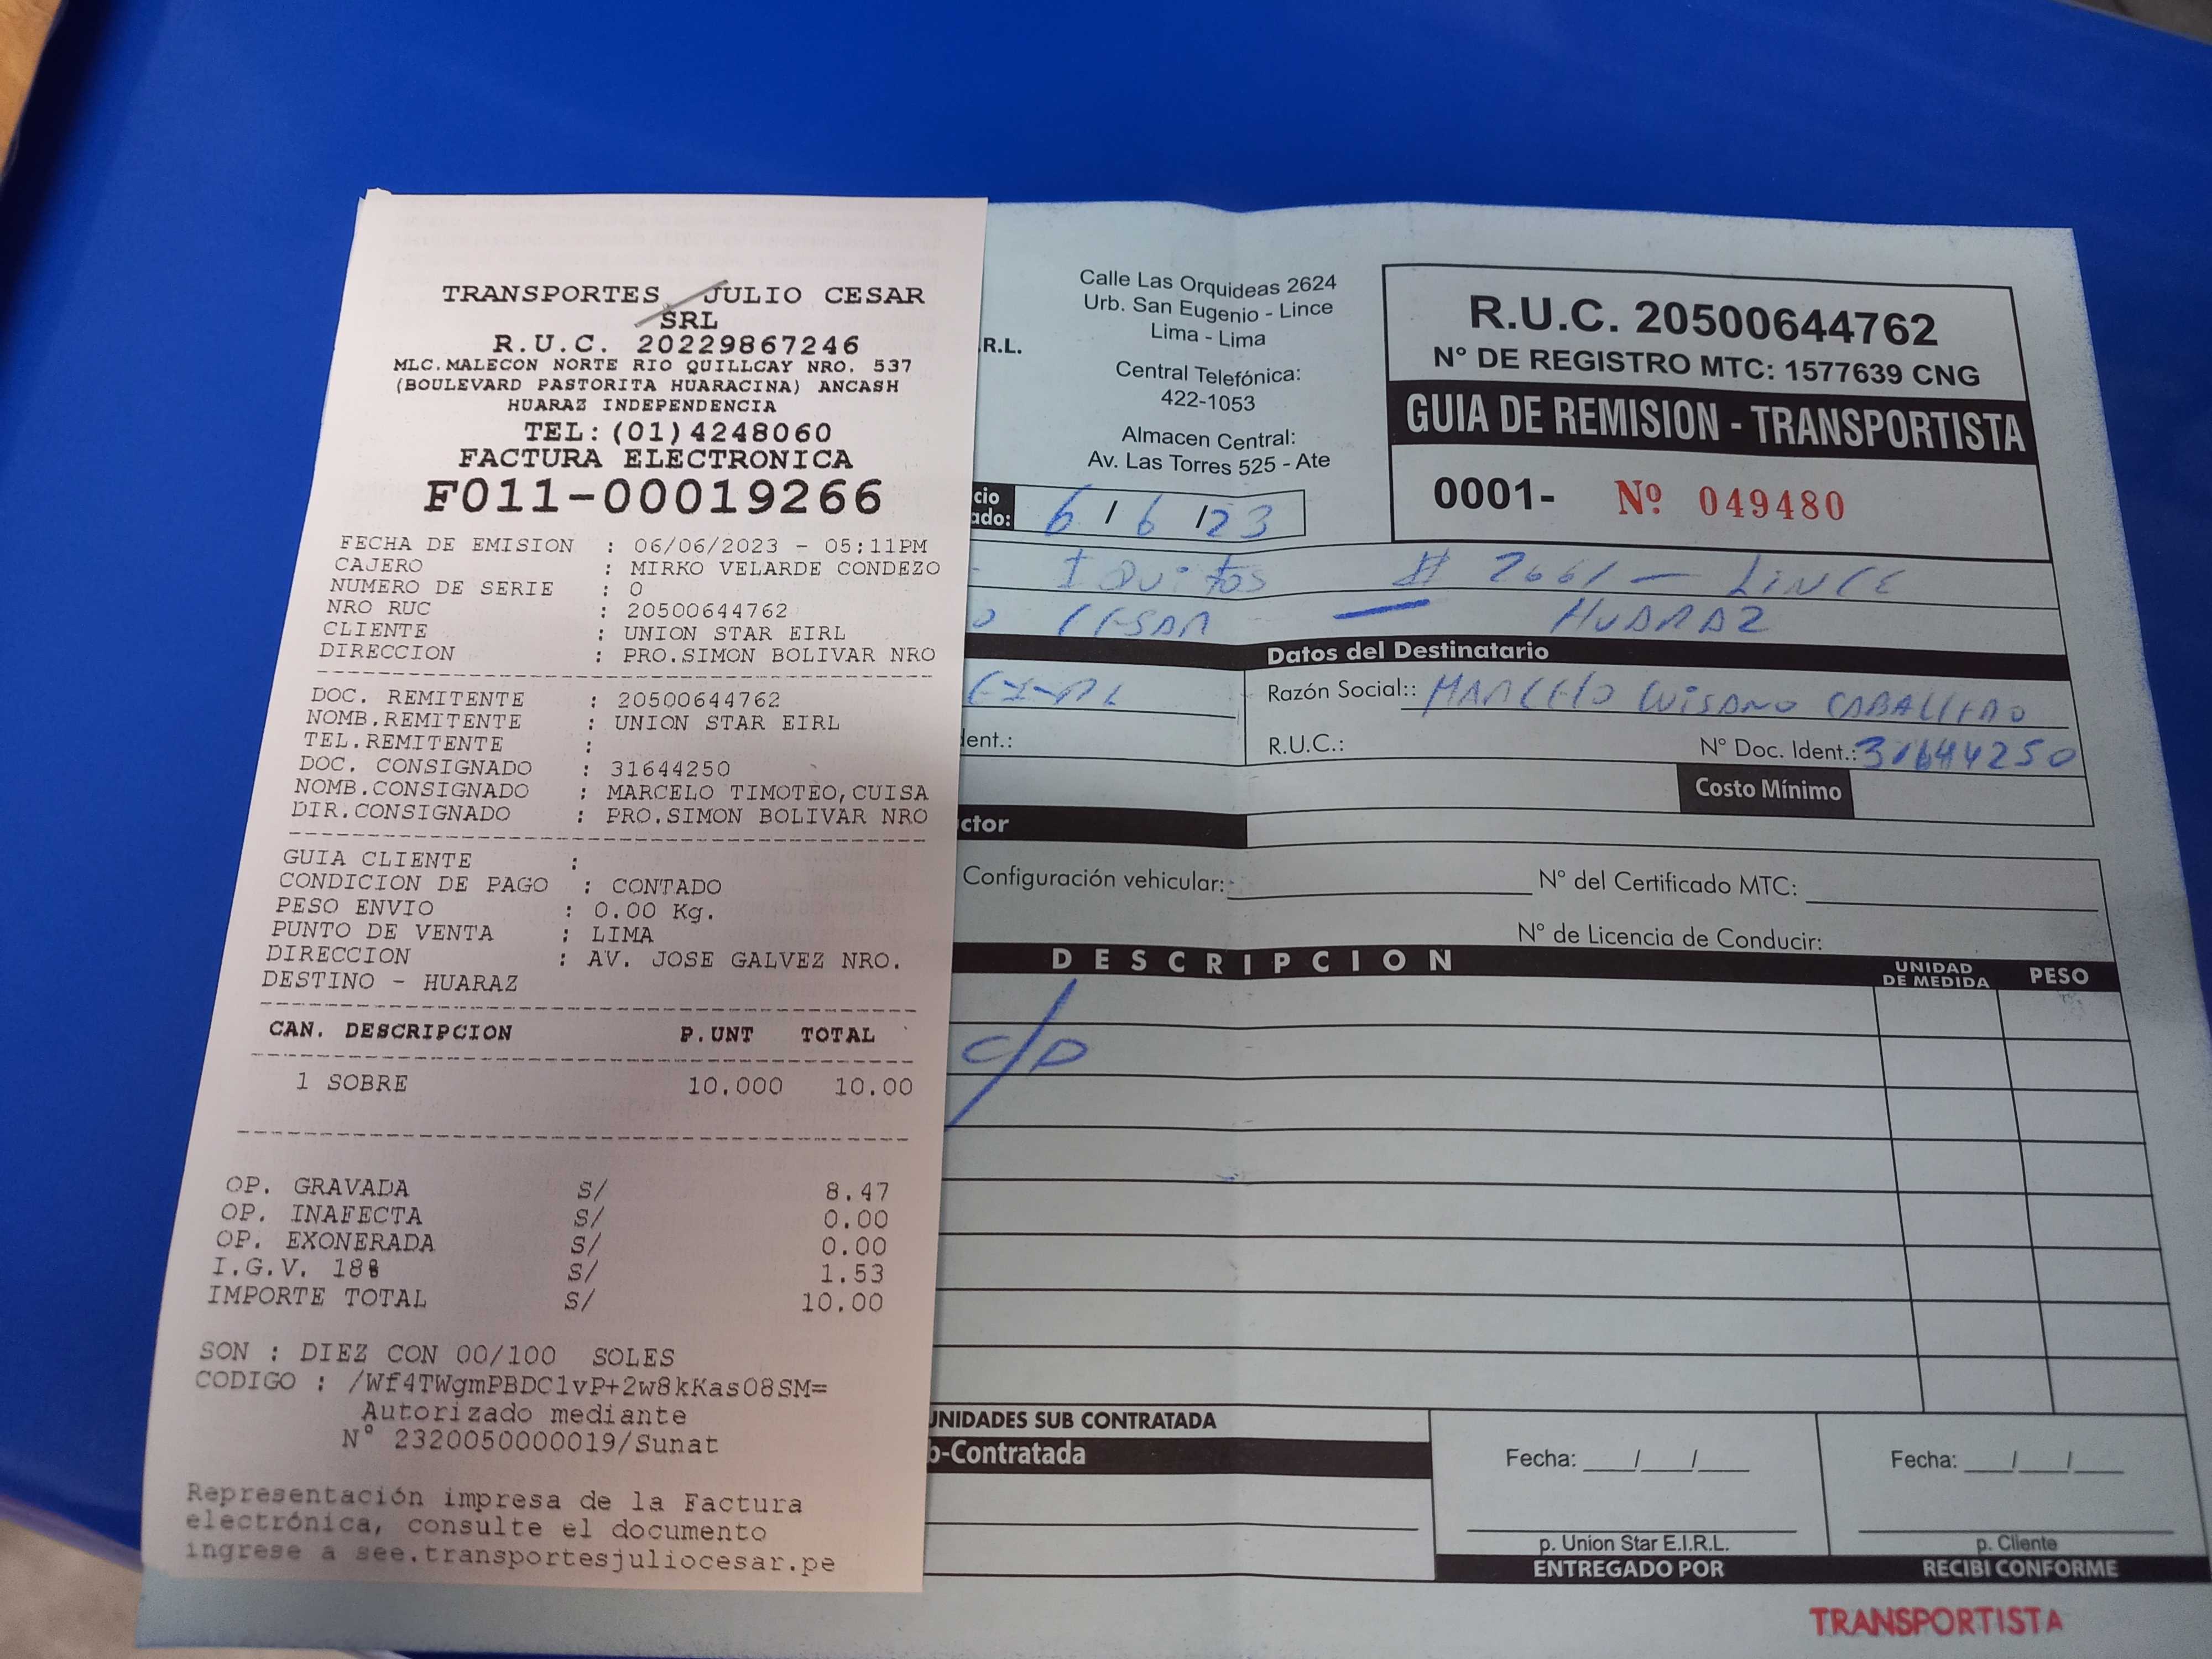 TRANSPORTES JULIO CESAR
SRL
R.U.C. 20229867246
MLC.MALECON NORTE RIO QUILLCAY NRO. 537
(BOULEVARD PASTORITA HUARACINA) ANCASH
HUARAZ INDEPENDENCIA
TEL:(01)4248060
FACTURA ELECTRONICA
F011-00019266
FECHA DE EMISION : 06/06/2023 - 05:11PM
CAJERO : MIRKO VELARDE CONDEZO
NUMERO DE SERIE : 0
NRO RUC : 20500644762
CLIENTE : UNION STAR EIRL
DIRECCION : PRO.SIMON BOLIVAR NRO
DOC. REMITENTE : 20500644762
NOMB.REMITENTE : UNION STAR EIRL
TEL.REMITENTE :
DOC. CONSIGNADO : 31644250
NOMB.CONSIGNADO : MARCELO TIMOTEO,CUISA
DIR.CONSIGNADO : PRO.SIMON BOLIVAR NRO
GUIA CLIENTE :
CONDICION DE PAGO : CONTADO
PESO ENVIO : 0.00 Kg.
PUNTO DE VENTA : LIMA
DIRECCION : AV. JOSE GALVEZ NRO.
DESTINO - HUARAZ
CAN. DESCRIPCION P.UNT TOTAL
1 SOBRE 10.000 10.00
OP. GRAVADA S/ 8.47
OP. INAFECTA S/ 0.00
OP. EXONERADA S/ 0.00
I.G.V. 18% S/ 1.53
IMPORTE TOTAL S/ 10.00
SON : DIEZ CON 00/100 SOLES
CODIGO : /Wf4TWgmPBDC1vP+2w8kKas08SM=
Autorizado mediante
N° 2320050000019/Sunat
Representación impresa de la Factura
electrónica, consulte el documento
ingrese a see.transportesjuliocesar.pe
.R.L.
Calle Las Orquideas 2624
Urb. San Eugenio - Lince
Lima - Lima
Central Telefónica:
422-1053
Almacen Central:
Av. Las Torres 525 - Ate
R.U.C. 20500644762
N° DE REGISTRO MTC: 1577639 CNG
GUIA DE REMISION - TRANSPORTISTA
0001- Nº 049480
cio
ado: 6 / 6 /23
- Iquitos # 2661 - LINCE
O CESAR — HUARAZ
Datos del Destinatario
E.I.R.L
Razón Social:: MARCELO CUISANO CABALLERO
dent.:
R.U.C.: N° Doc. Ident.: 31644250
Costo Mínimo
ctor
Configuración vehicular: N° del Certificado MTC:
N° de Licencia de Conducir:
DESCRIPCION UNIDAD DE MEDIDA PESO
c/p
UNIDADES SUB CONTRATADA
b-Contratada
Fecha: / /
p. Union Star E.I.R.L.
ENTREGADO POR
Fecha: / /
p. Cliente
RECIBI CONFORME
TRANSPORTISTA